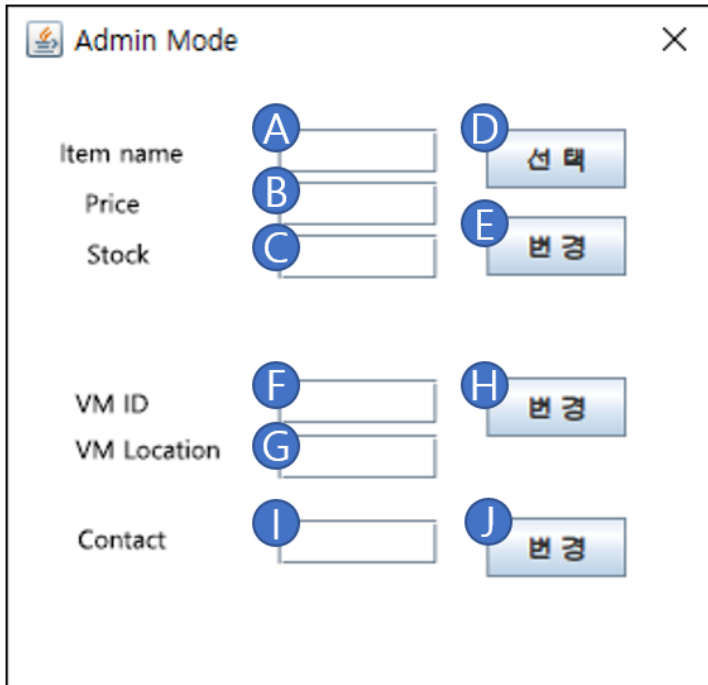 Admin Mode
A
D
Item name
선 택
B
Price
E
C
Stock
변 경
F
H
VM ID
변 경
G
VM Location
I
J
Contact
변 경